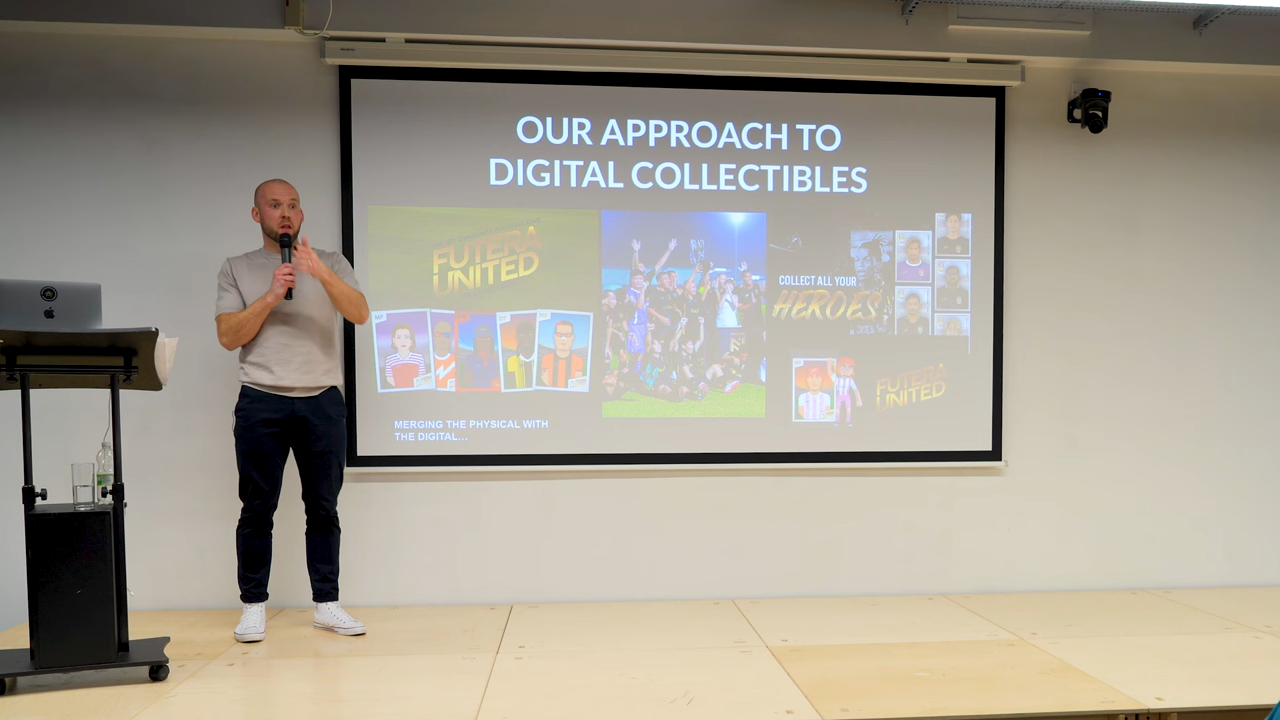 OUR APPROACH TO
DIGITAL COLLECTIBLES
FUTERA
UNITED
MERGING THE PHYSICAL WITH
THE DIGITAL...
COLLECT ALL YOUR
HEROES
FUTERA
UNITED